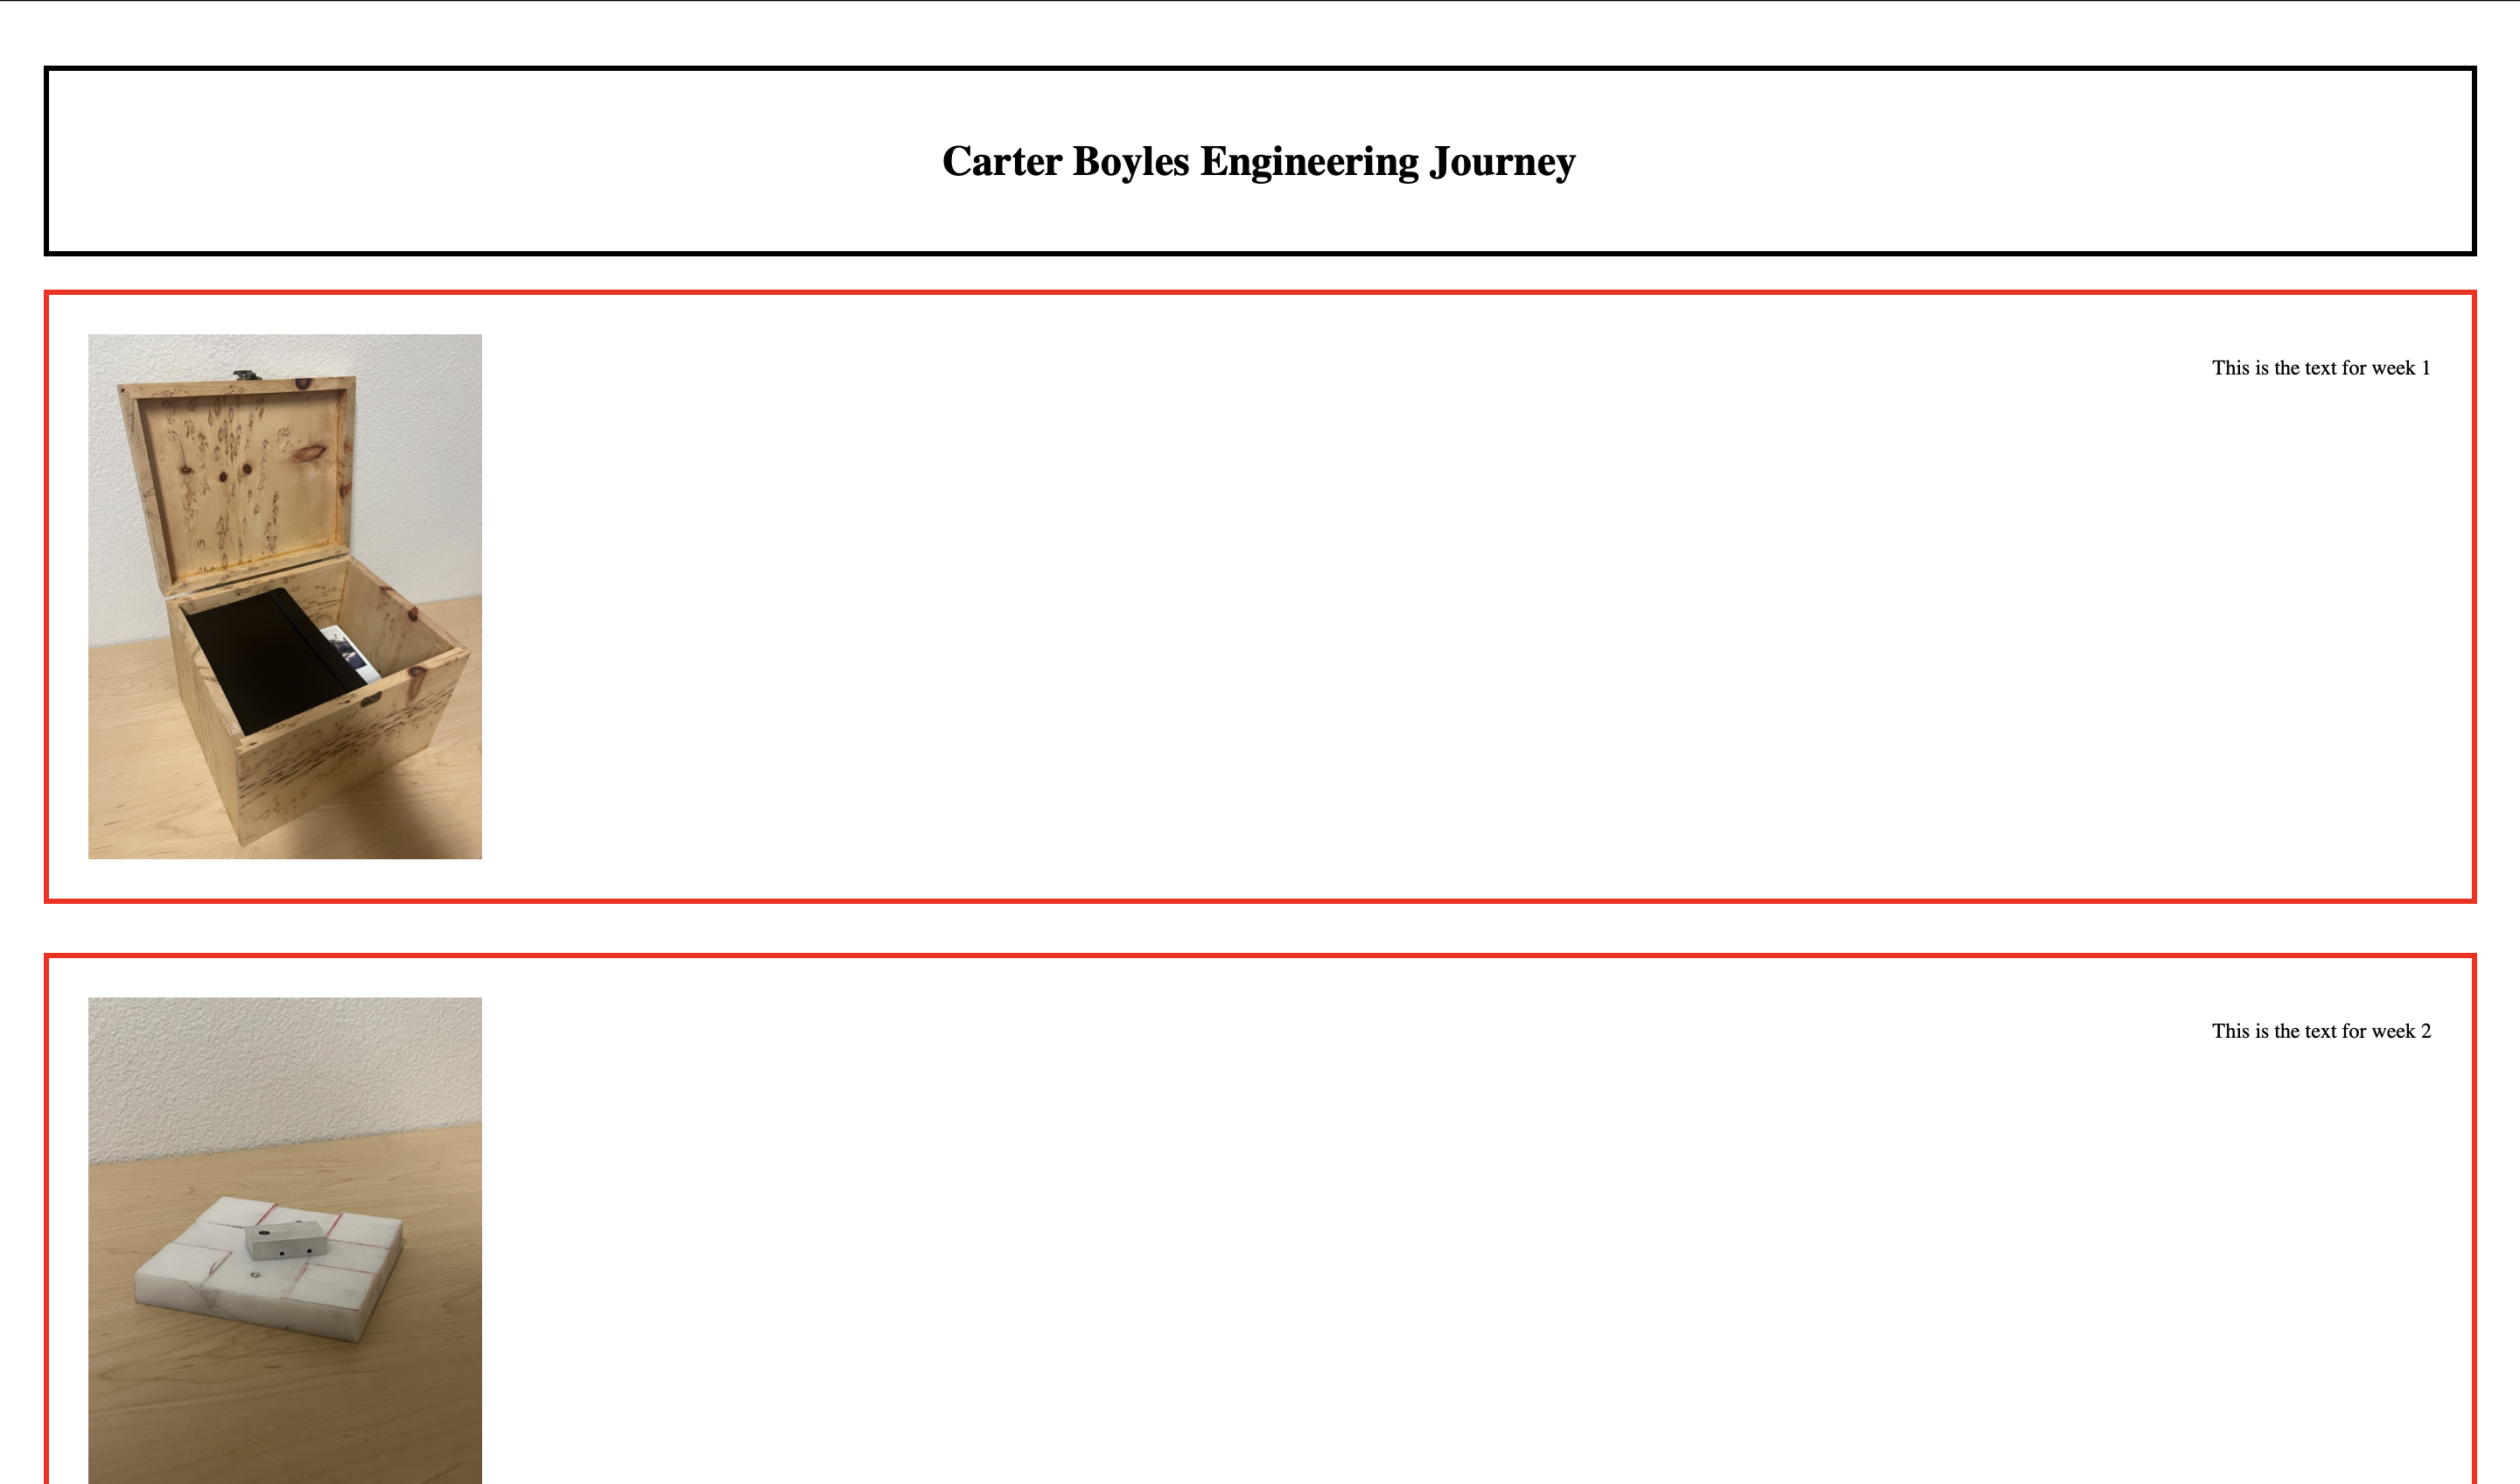 Carter Boyles Engineering Journey
This is the text for week 1
This is the text for week 2